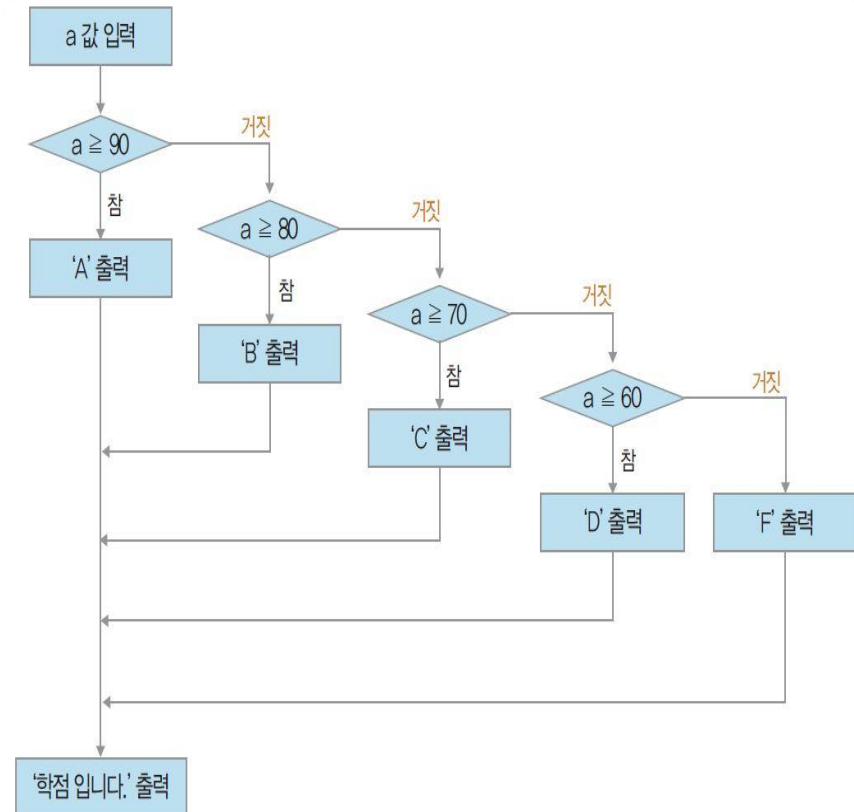 a 값 입력
a ≧ 90
거짓
참
‘A’ 출력
a ≧ 80
거짓
참
‘B’ 출력
a ≧ 70
거짓
참
‘C’ 출력
a ≧ 60
거짓
참
‘D’ 출력
‘F’ 출력
‘학점 입니다.’ 출력